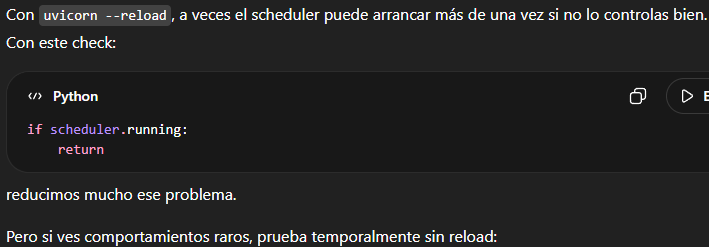 Con uvicorn --reload, a veces el scheduler puede arrancar más de una vez si no lo controlas bien.
Con este check:
Python
if scheduler.running:
    return
reducimos mucho ese problema.
Pero si ves comportamientos raros, prueba temporalmente sin reload: